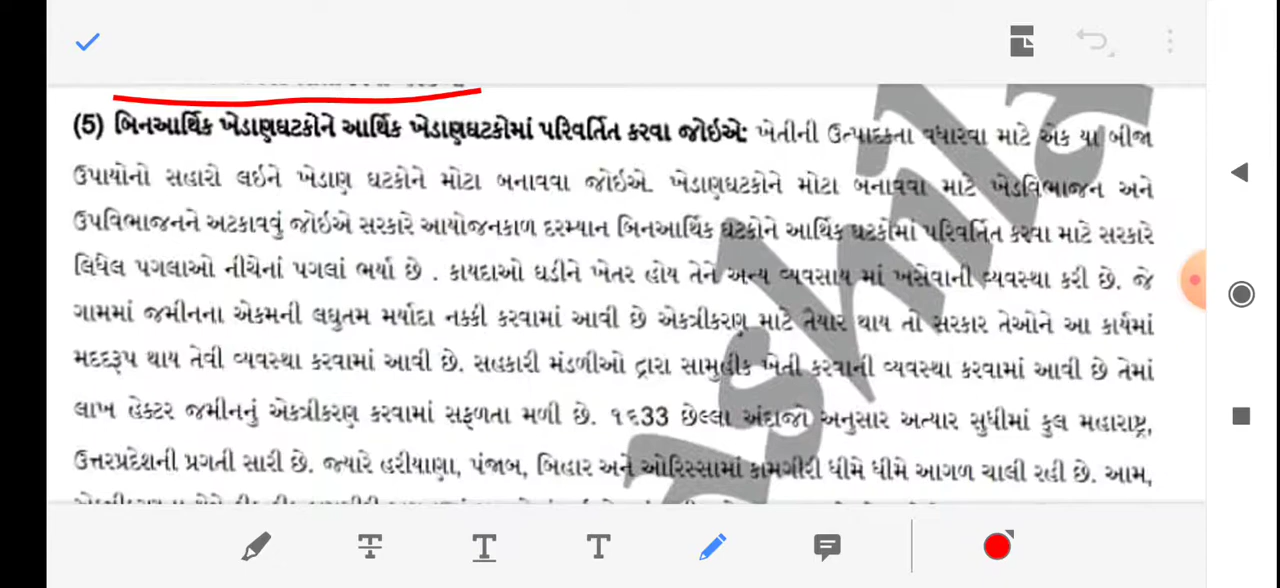 (5) બિનઆર્થિક ખેડાણઘટકોને આર્થિક ખેડાણઘટકોમાં પરિવર્તિત કરવા જોઇએ: ખેતીની ઉત્પાદકતા વધારવા માટે એક યા બીજા
ઉપાયોનો સહારો લઇને ખેડાણ ઘટકોને મોટા બનાવવા જોઇએ. ખેડાણઘટકોને મોટા બનાવવા માટે ખેડવિભાજન અને
ઉપવિભાજનને અટકાવવું જોઇએ સરકારે આયોજનકાળ દરમ્યાન બિનઆર્થિક ઘટકોને આર્થિક ઘટકોમાં પરિવર્તિત કરવા માટે સરકારે
લિધેલ પગલાઓ નીચેનાં પગલાં ભર્યા છે . કાયદાઓ ઘડીને ખેતર હોય તેને અન્ય વ્યવસાય માં ખસેવાની વ્યવસ્થા કરી છે. જે
ગામમાં જમીનના એકમની લઘુતમ મર્યાદા નક્કી કરવામાં આવી છે એકત્રીકરણ માટે તૈયાર થાય તો સરકાર તેઓને આ કાર્યમાં
મદદરૂપ થાય તેવી વ્યવસ્થા કરવામાં આવી છે. સહકારી મંડળીઓ દ્રારા સામુહીક ખેતી કરવાની વ્યવસ્થા કરવામાં આવી છે તેમાં
લાખ હેક્ટર જમીનનું એકત્રીકરણ કરવામાં સફળતા મળી છે. ૧૬33 છેલ્લા અંદાજો અનુસાર અત્યાર સુધીમાં કુલ મહારાષ્ટ્ર,
ઉત્તરપ્રદેશની પ્રગતી સારી છે. જ્યારે હરીયાણા, પંજાબ, બિહાર અને ઓરિસ્સામાં કામગીરી ધીમે ધીમે આગળ ચાલી રહી છે. આમ,